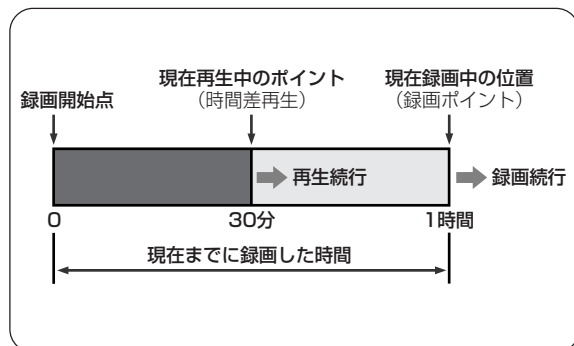 録画開始点
現在再生中のポイント
（時間差再生）
現在録画中の位置
（録画ポイント）
再生続行
録画続行
0
30分
1時間
現在までに録画した時間